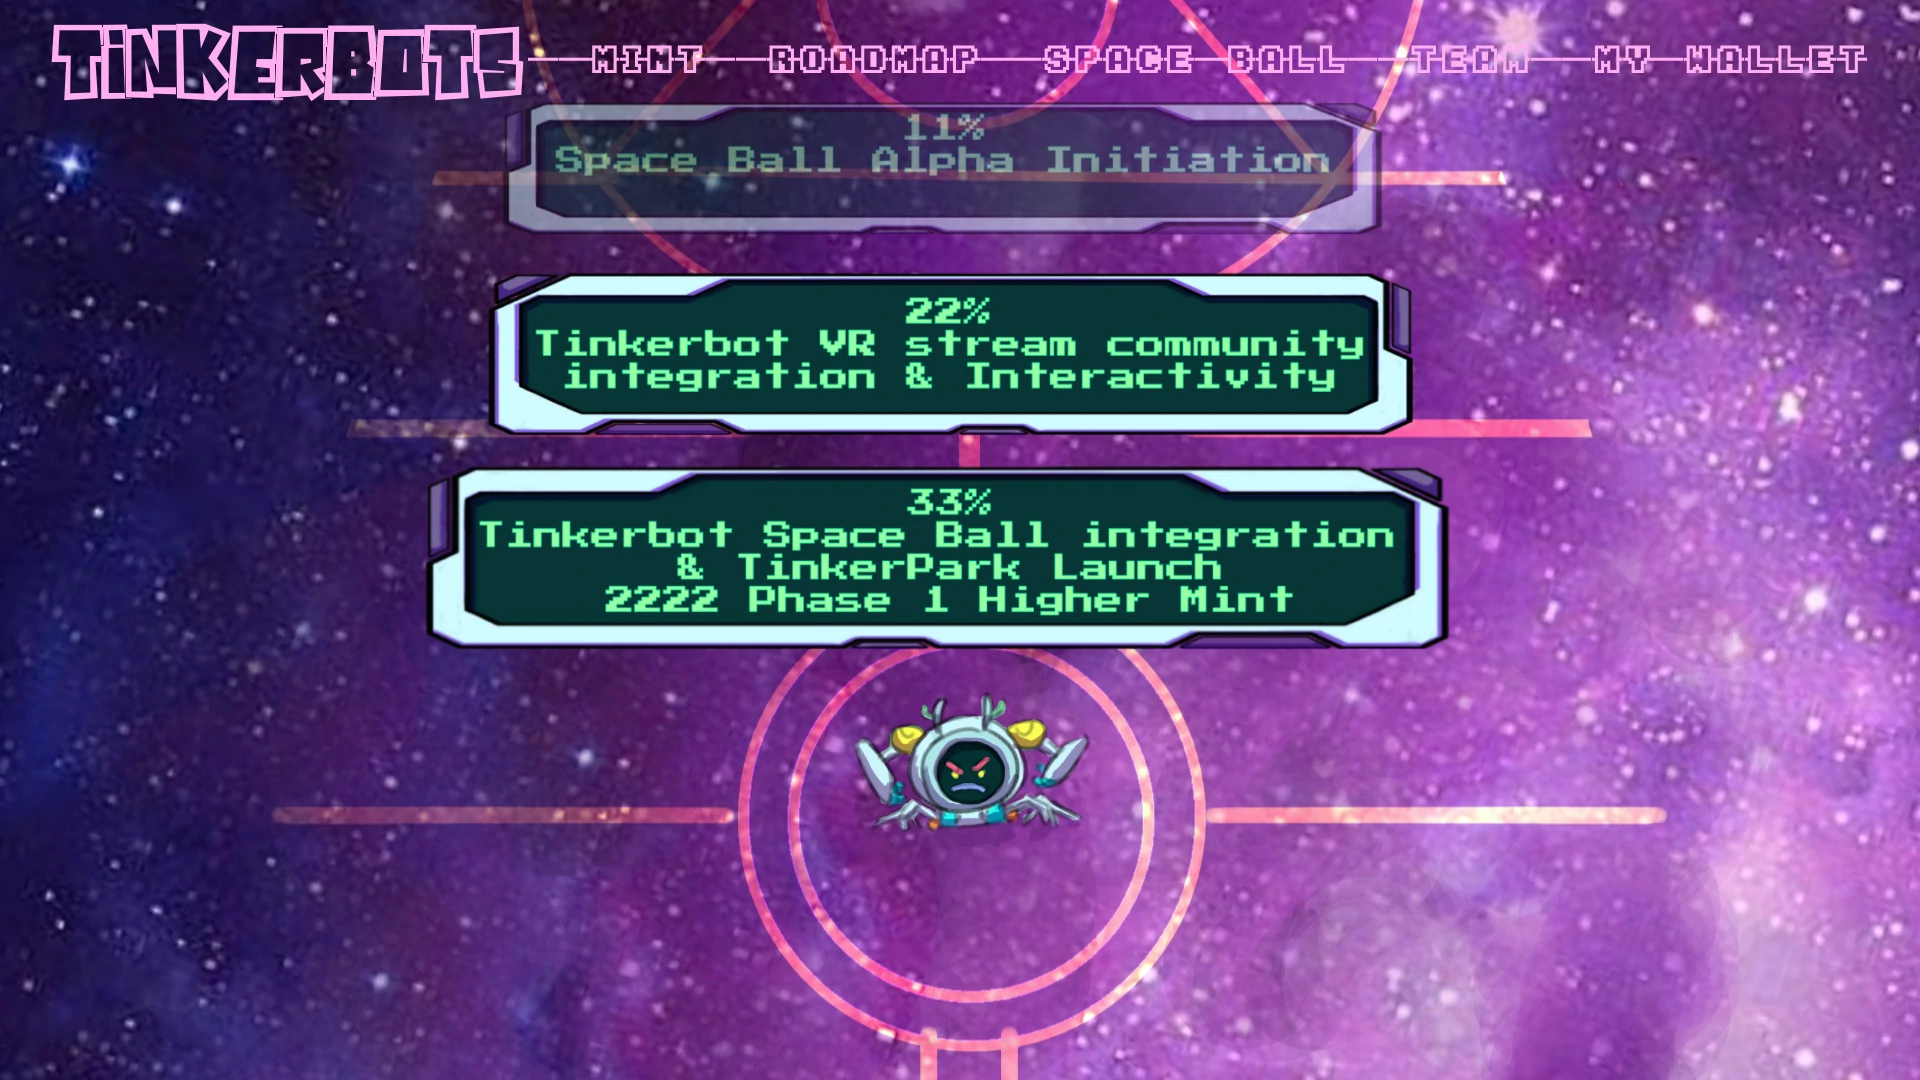 TiNKERBOTS
MINT ROADMAP SPACE BALL TEAM MY WALLET
11%
Space Ball Alpha Initiation
22%
Tinkerbot VR stream community
integration & Interactivity
33%
Tinkerbot Space Ball integration
& TinkerPark Launch
2222 Phase 1 Higher Mint